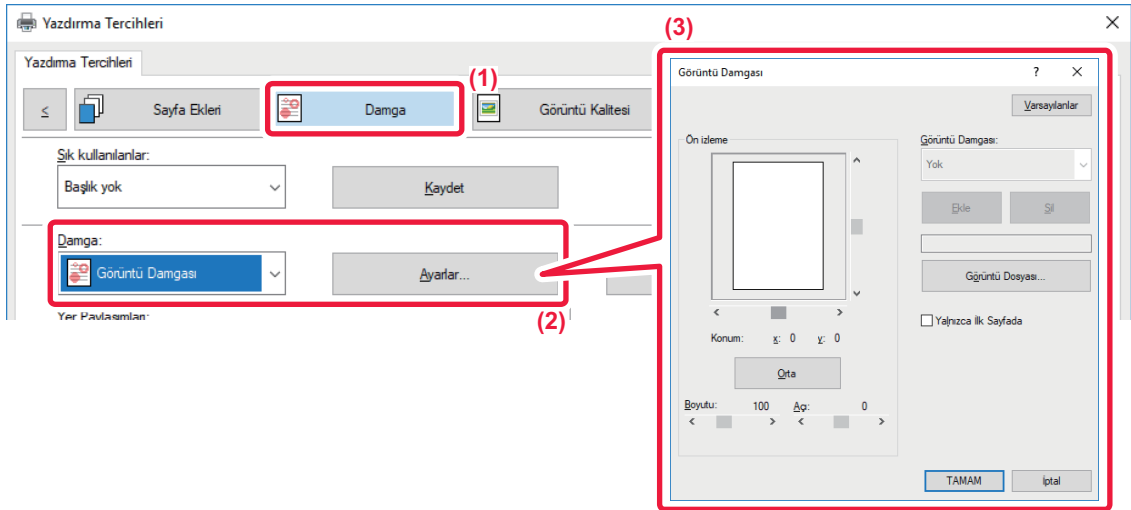 Yazdırma Tercihleri
Yazdırma Tercihleri
(1)
≤ Sayfa Ekleri Damga Görüntü Kalitesi
Sık kullanılanlar:
Başlık yok Kaydet
Damga:
Görüntü Damgası Ayarlar...
Yer Paylaşımları:
(2)
(3)
Görüntü Damgası ? X
Varsayılanlar
Ön izleme
Görüntü Damgası:
Yok
Ekle Sil
Görüntü Dosyası...
Yalnızca İlk Sayfada
Konum: x: 0 y: 0
Orta
Boyutu: 100 Açı: 0
TAMAM İptal